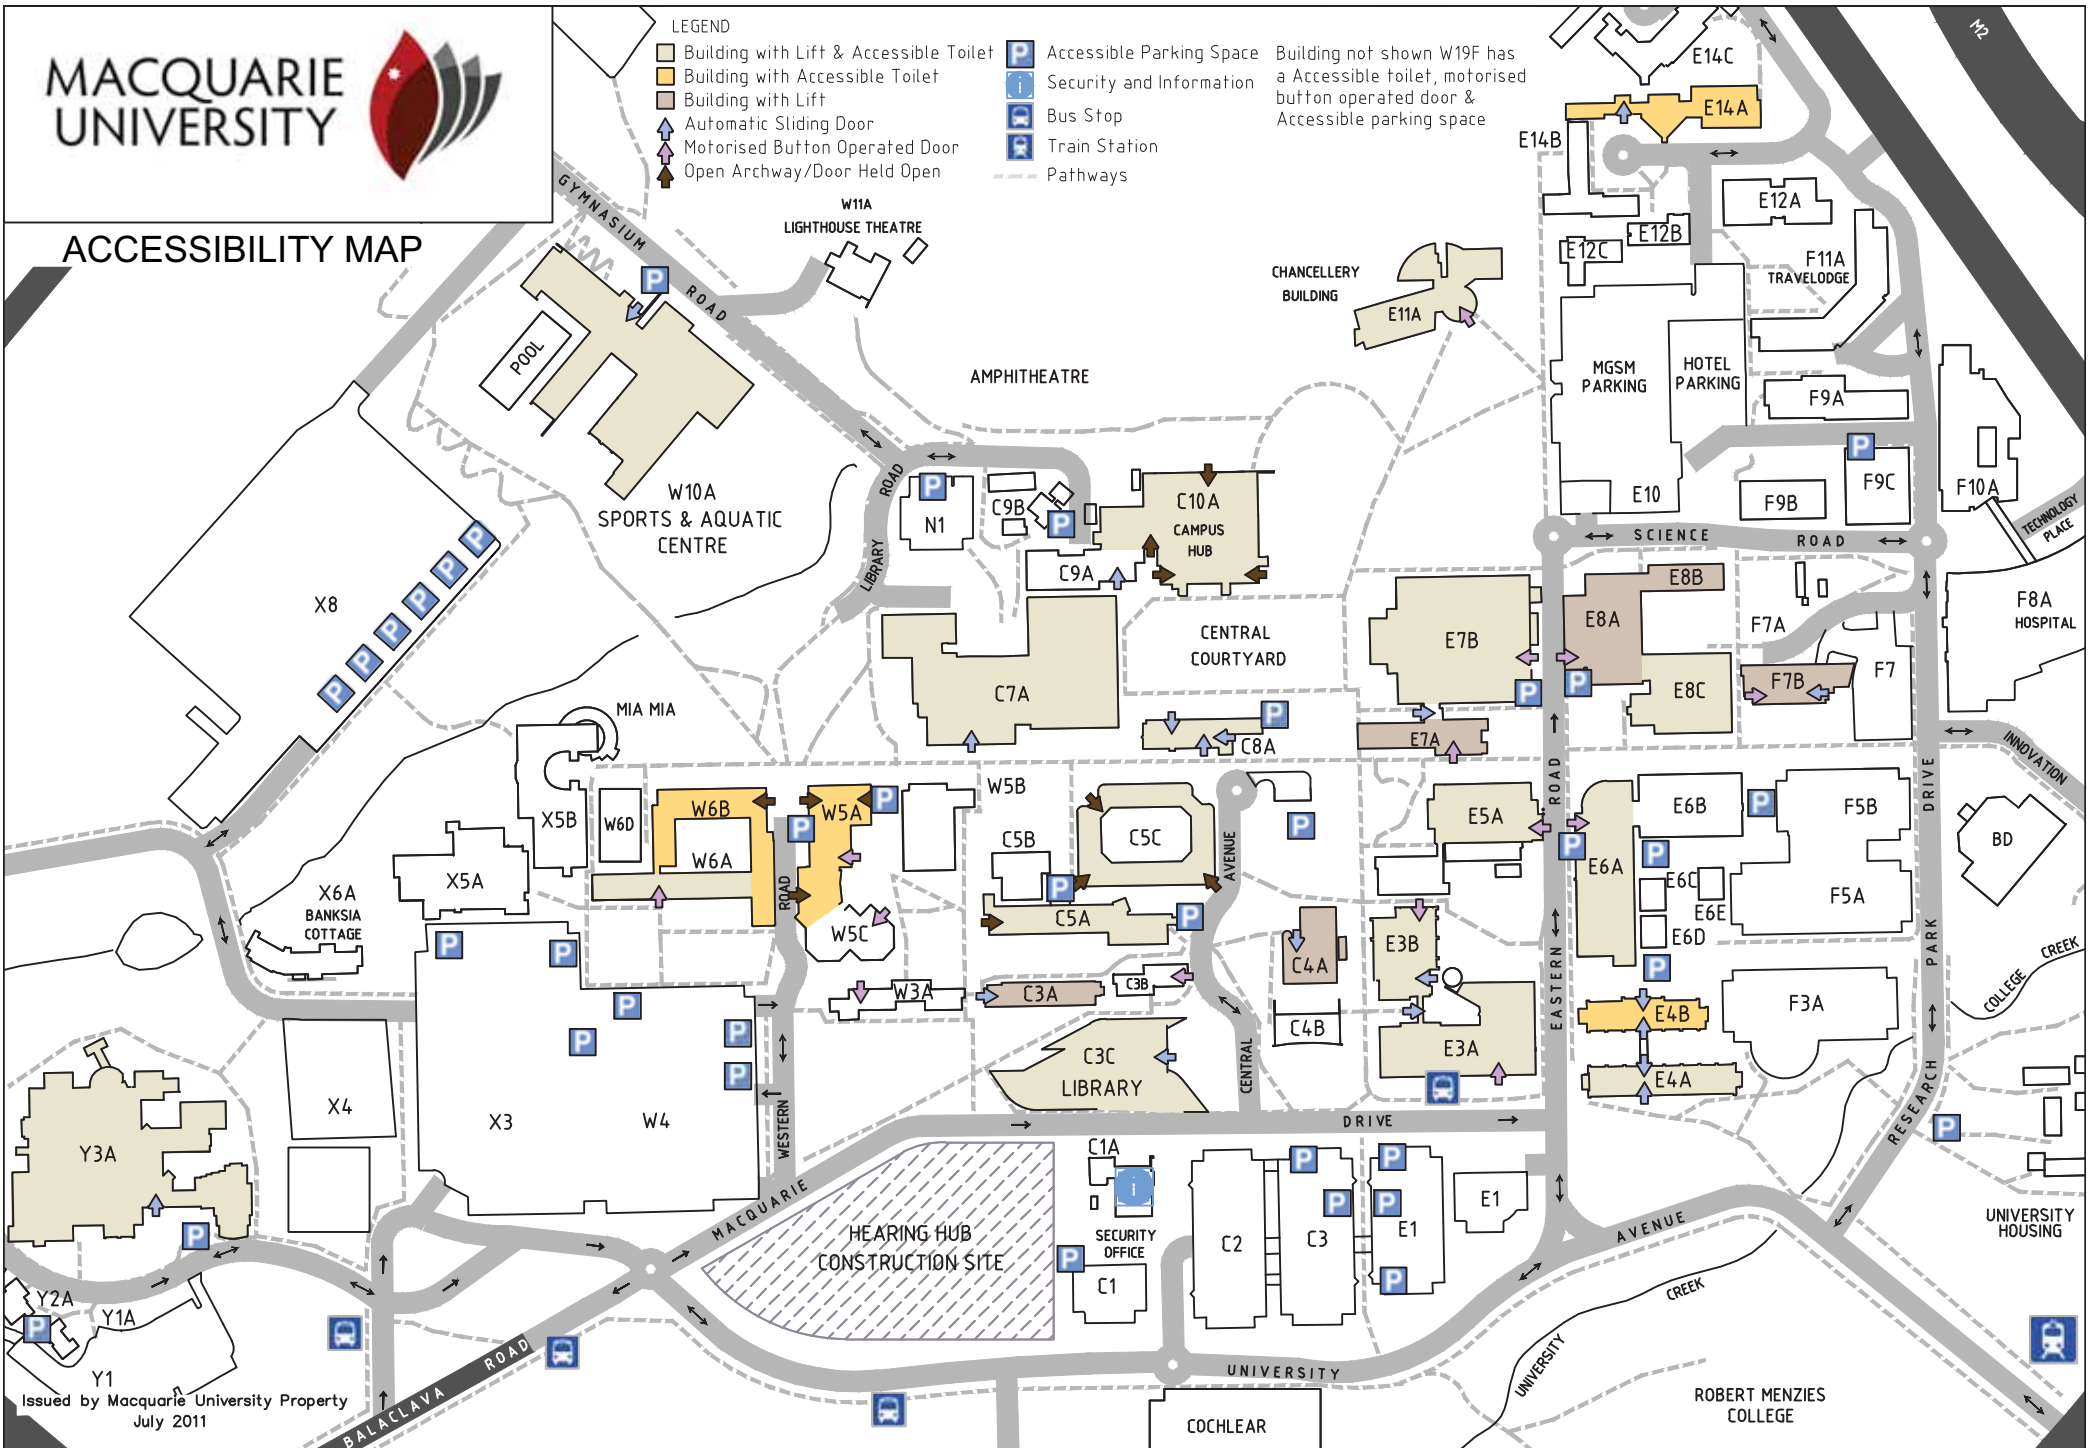 MACQUARIE
UNIVERSITY
ACCESSIBILITY MAP
LEGEND
Building with Lift & Accessible Toilet
Building with Accessible Toilet
Building with Lift
Automatic Sliding Door
Motorised Button Operated Door
Open Archway/Door Held Open
P Accessible Parking Space
i Security and Information
Bus Stop
Train Station
Pathways
Building not shown W19F has
a Accessible toilet, motorised
button operated door &
Accessible parking space
M2
E14C
E14A
E14B
E12A
E12B
E12C
F11A
TRAVELODGE
GYMNASIUM ROAD
W11A
LIGHTHOUSE THEATRE
CHANCELLERY
BUILDING
E11A
P
POOL
AMPHITHEATRE
MGSM
PARKING
HOTEL
PARKING
F9A
P
F9C
F10A
F9B
E10
TECHNOLOGY
PLACE
W10A
SPORTS & AQUATIC
CENTRE
LIBRARY ROAD
P
N1
C9B
P
C10A
CAMPUS
HUB
C9A
SCIENCE ROAD
X8
P
P
P
P
P
P
E8B
E8A
E7B
F7A
F8A
HOSPITAL
CENTRAL
COURTYARD
C7A
E8C
F7B
F7
P
P
MIA MIA
P
C8A
E7A
INNOVATION
X5B
W6D
W6B
W6A
W5A
P
P
W5B
C5B
C5C
P
P
E5A
P
E6A
E6B
P
P
F5B
F5A
BD
E6C
E6E
E6D
X5A
X6A
BANKSIA
COTTAGE
W5C
C5A
P
C4A
E3B
P
P
P
P
P
P
P
W3A
C3A
C3B
C4B
E4B
F3A
COLLEGE CREEK
C3C
LIBRARY
E3A
E4A
CENTRAL AVENUE
EASTERN ROAD
RESEARCH PARK DRIVE
WESTERN ROAD
X4
X3
W4
Y3A
P
MACQUARIE DRIVE
C1A
i
SECURITY
OFFICE
P
C1
C2
C3
P
P
E1
P
P
P
E1
P
UNIVERSITY
HOUSING
HEARING HUB
CONSTRUCTION SITE
Y2A
P
Y1A
Y1
BALACLAVA ROAD
UNIVERSITY AVENUE
UNIVERSITY CREEK
ROBERT MENZIES
COLLEGE
COCHLEAR
Issued by Macquarie University Property
July 2011